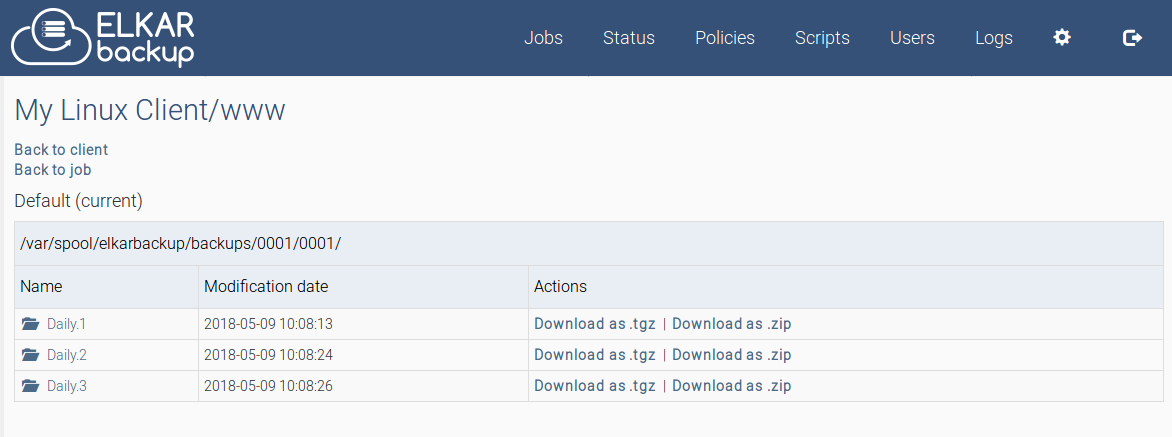 ELKAR
backup
Jobs Status Policies Scripts Users Logs
My Linux Client/www
Back to client
Back to job
Default (current)
/var/spool/elkarbackup/backups/0001/0001/
Name Modification date Actions
Daily.1 2018-05-09 10:08:13 Download as .tgz | Download as .zip
Daily.2 2018-05-09 10:08:24 Download as .tgz | Download as .zip
Daily.3 2018-05-09 10:08:26 Download as .tgz | Download as .zip